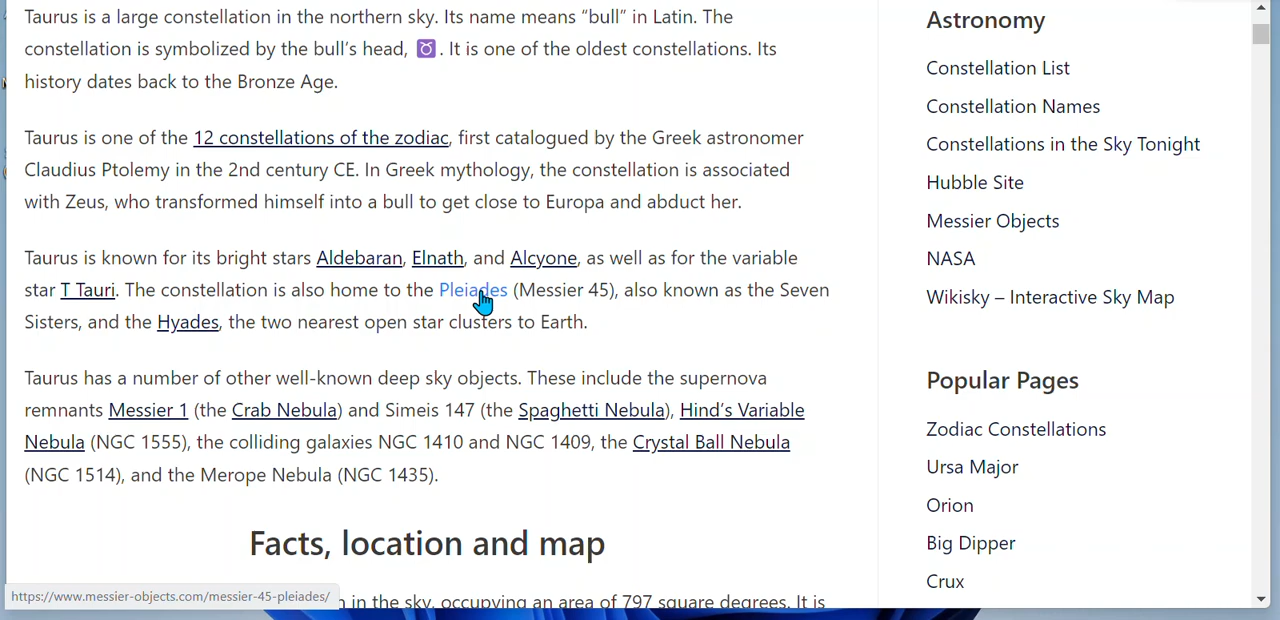 Taurus is a large constellation in the northern sky. Its name means “bull” in Latin. The
constellation is symbolized by the bull’s head, ♉. It is one of the oldest constellations. Its
history dates back to the Bronze Age.
Taurus is one of the 12 constellations of the zodiac, first catalogued by the Greek astronomer
Claudius Ptolemy in the 2nd century CE. In Greek mythology, the constellation is associated
with Zeus, who transformed himself into a bull to get close to Europa and abduct her.
Taurus is known for its bright stars Aldebaran, Elnath, and Alcyone, as well as for the variable
star T Tauri. The constellation is also home to the Pleiades (Messier 45), also known as the Seven
Sisters, and the Hyades, the two nearest open star clusters to Earth.
Taurus has a number of other well-known deep sky objects. These include the supernova
remnants Messier 1 (the Crab Nebula) and Simeis 147 (the Spaghetti Nebula), Hind’s Variable
Nebula (NGC 1555), the colliding galaxies NGC 1410 and NGC 1409, the Crystal Ball Nebula
(NGC 1514), and the Merope Nebula (NGC 1435).
Facts, location and map
in the sky, occupying an area of 797 square degrees. It is
https://www.messier-objects.com/messier-45-pleiades/
Astronomy
Constellation List
Constellation Names
Constellations in the Sky Tonight
Hubble Site
Messier Objects
NASA
Wikisky – Interactive Sky Map
Popular Pages
Zodiac Constellations
Ursa Major
Orion
Big Dipper
Crux